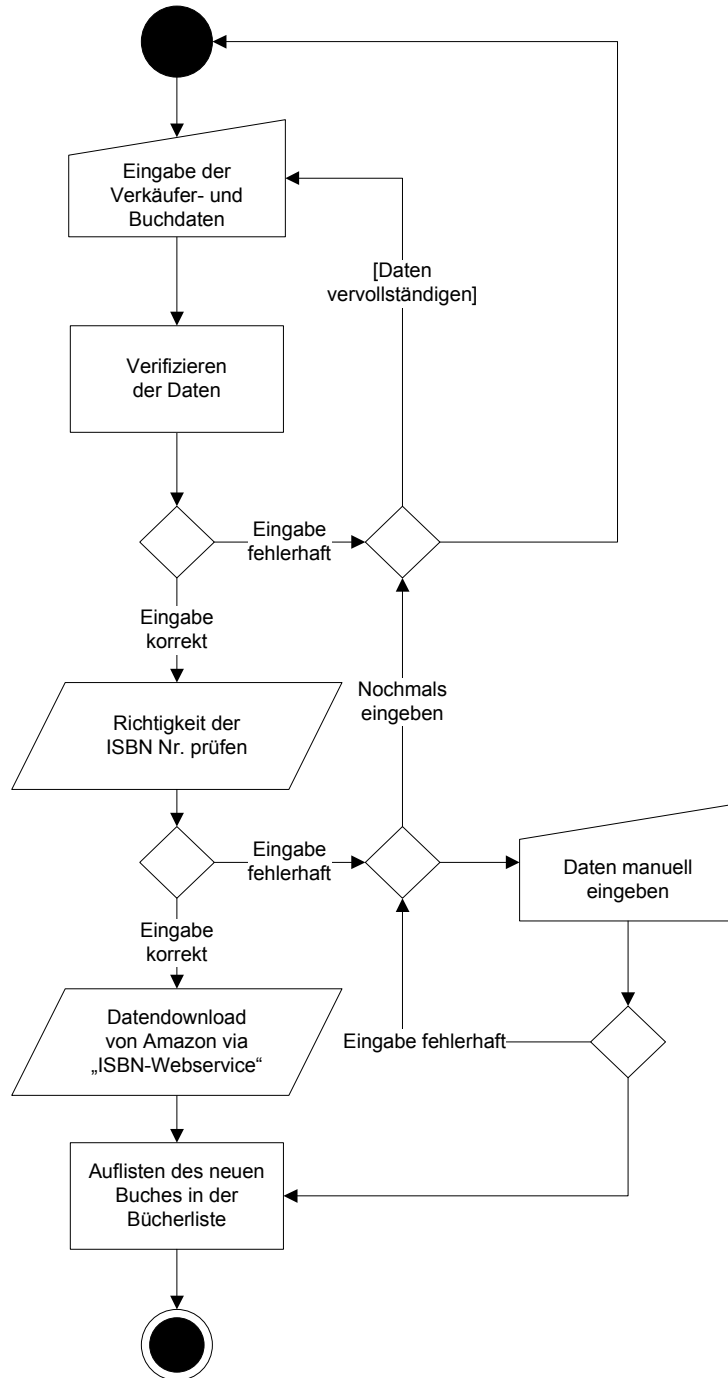 Eingabe der
Verkäufer- und
Buchdaten
[Daten
vervollständigen]
Verifizieren
der Daten
Eingabe
fehlerhaft
Eingabe
korrekt
Richtigkeit der
ISBN Nr. prüfen
Nochmals
eingeben
Eingabe
fehlerhaft
Daten manuell
eingeben
Eingabe
korrekt
Datendownload
von Amazon via
„ISBN-Webservice“
Eingabe fehlerhaft
Auflisten des neuen
Buches in der
Bücherliste